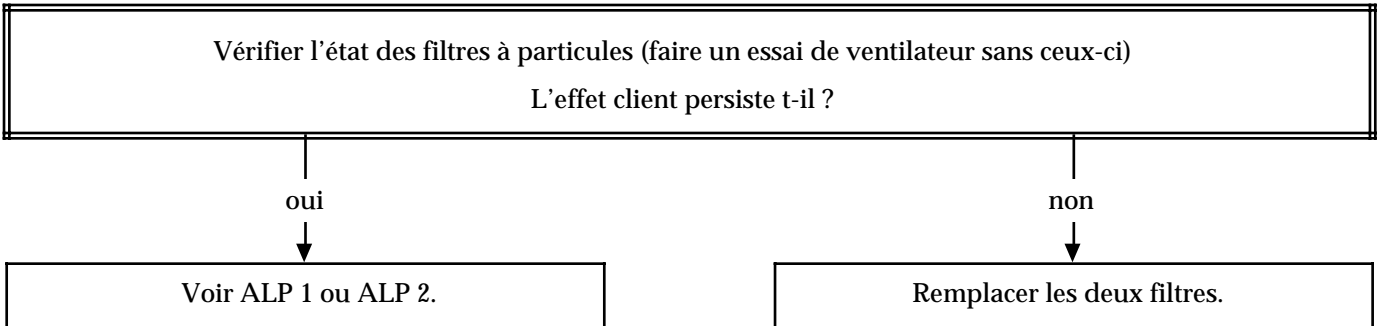 Vérifier l’état des filtres à particules (faire un essai de ventilateur sans ceux-ci)
L’effet client persiste t-il ?
oui
non
Voir ALP 1 ou ALP 2.
Remplacer les deux filtres.